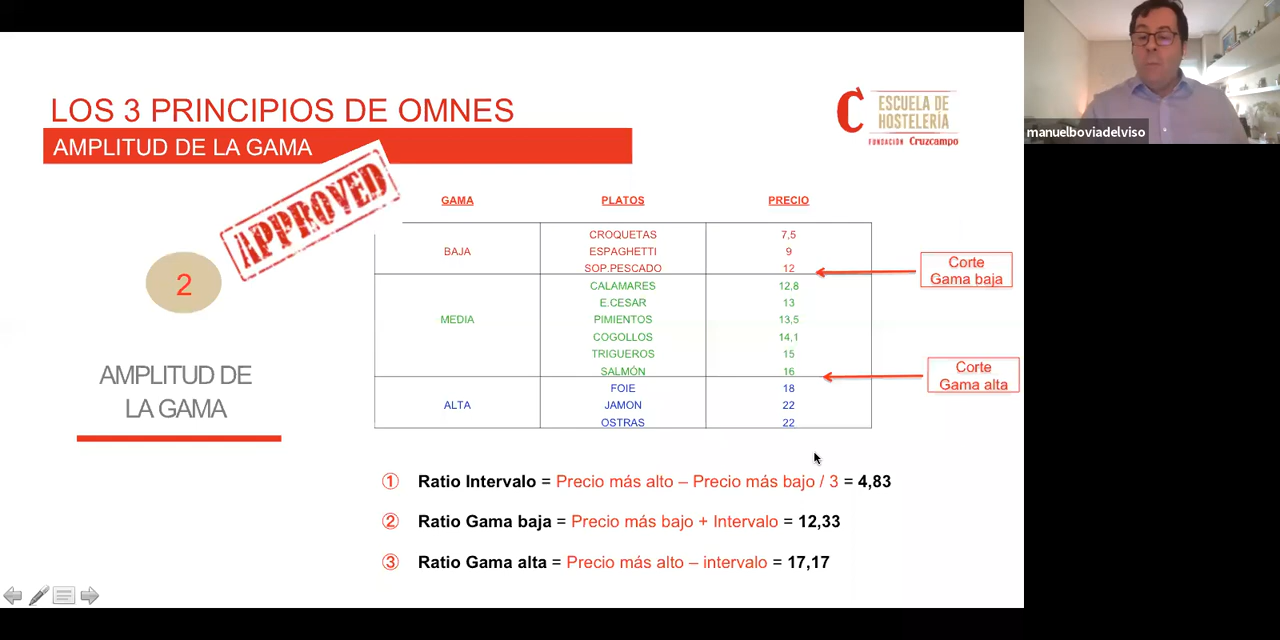 LOS 3 PRINCIPIOS DE OMNES
AMPLITUD DE LA GAMA
APPROVED
C ESCUELA DE
HOSTELERÍA
FUNDACIÓN Cruzcampo
manuelboviadelviso
2
AMPLITUD DE
LA GAMA
GAMA PLATOS PRECIO
CROQUETAS 7,5
BAJA ESPAGHETTI 9
SOP.PESCADO 12
CALAMARES 12,8
E.CESAR 13
MEDIA PIMIENTOS 13,5
COGOLLOS 14,1
TRIGUEROS 15
SALMÓN 16
FOIE 18
ALTA JAMON 22
OSTRAS 22
Corte
Gama baja
Corte
Gama alta
① Ratio Intervalo = Precio más alto – Precio más bajo / 3 = 4,83
② Ratio Gama baja = Precio más bajo + Intervalo = 12,33
③ Ratio Gama alta = Precio más alto – intervalo = 17,17